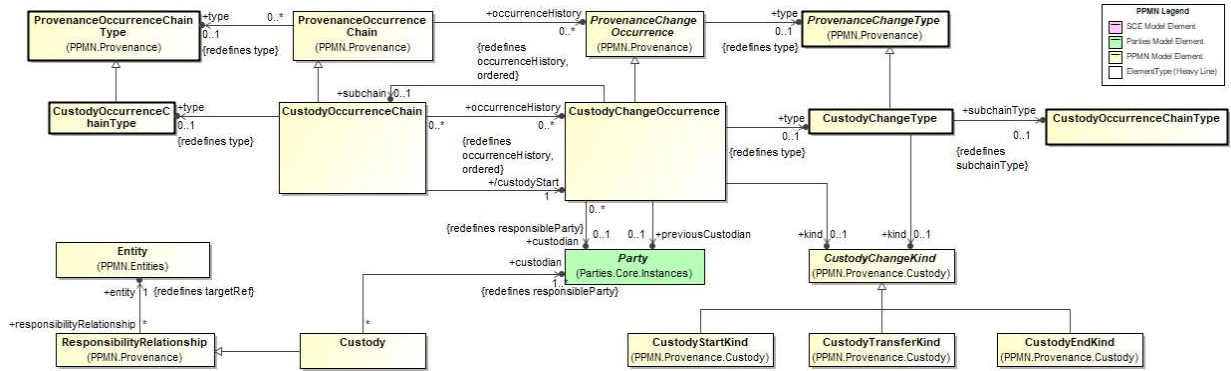 ProvenanceOccurrenceChain
Type
(PPMN.Provenance)
+type
0..*
0..1
{redefines type}
ProvenanceOccurrence
Chain
(PPMN.Provenance)
+occurrenceHistory
0..*
{redefines
occurrenceHistory,
ordered}
ProvenanceChange
Occurrence
(PPMN.Provenance)
+type
0..1
{redefines type}
ProvenanceChangeType
(PPMN.Provenance)
PPMN Legend
SCE Model Element
Parties Model Element
PPMN Model Element
ElementType (Heavy Line)
+subchain
0..1
CustodyOccurrenceC
hainType
+type
0..1
{redefines type}
CustodyOccurrenceChain
+occurrenceHistory
0..*
0..*
{redefines
occurrenceHistory,
ordered}
+/custodyStart
1
CustodyChangeOccurrence
+type
0..1
{redefines type}
CustodyChangeType
+subchainType
0..1
{redefines
subchainType}
CustodyOccurrenceChainType
0..*
{redefines responsibleParty}
+custodian
0..1
0..1
+previousCustodian
+kind
0..1
+kind
0..1
Entity
(PPMN.Entities)
+entity
1
{redefines targetRef}
+custodian
1..*
{redefines responsibleParty}
Party
(Parties.Core.Instances)
CustodyChangeKind
(PPMN.Provenance.Custody)
+responsibilityRelationship
*
*
ResponsibilityRelationship
(PPMN.Provenance)
Custody
CustodyStartKind
(PPMN.Provenance.Custody)
CustodyTransferKind
(PPMN.Provenance.Custody)
CustodyEndKind
(PPMN.Provenance.Custody)